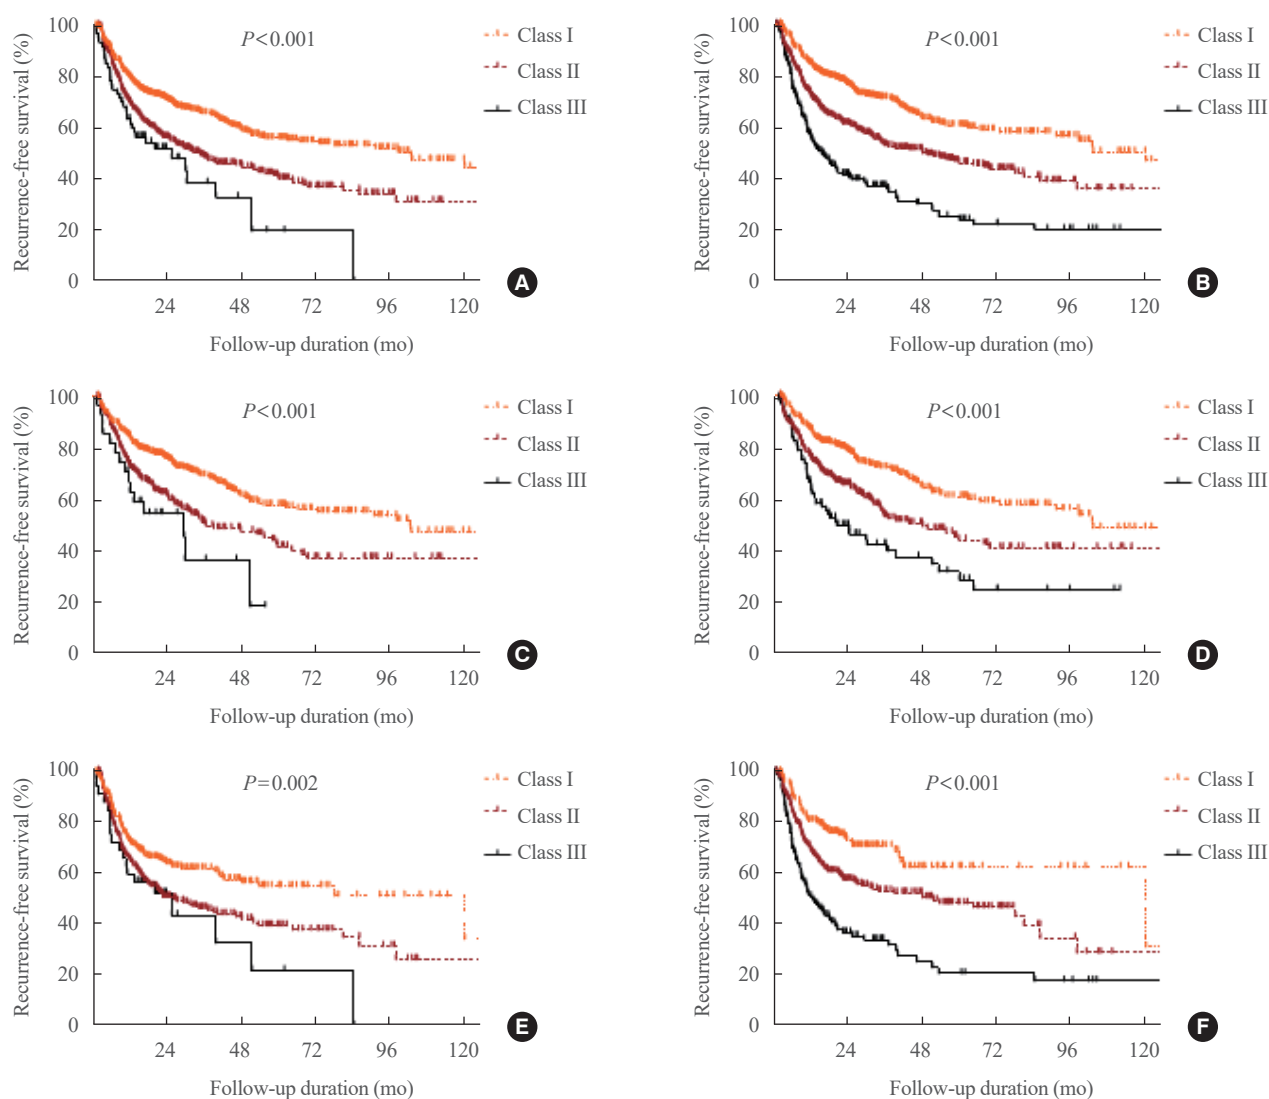 Recurrence-free survival (%)
100
80
60
40
20
0
24 48 72 96 120
Follow-up duration (mo)
P<0.001
Class I
Class II
Class III
A
Recurrence-free survival (%)
100
80
60
40
20
0
24 48 72 96 120
Follow-up duration (mo)
P<0.001
Class I
Class II
Class III
B
Recurrence-free survival (%)
100
80
60
40
20
0
24 48 72 96 120
Follow-up duration (mo)
P<0.001
Class I
Class II
Class III
C
Recurrence-free survival (%)
100
80
60
40
20
0
24 48 72 96 120
Follow-up duration (mo)
P<0.001
Class I
Class II
Class III
D
Recurrence-free survival (%)
100
80
60
40
20
0
24 48 72 96 120
Follow-up duration (mo)
P=0.002
Class I
Class II
Class III
E
Recurrence-free survival (%)
100
80
60
40
20
0
24 48 72 96 120
Follow-up duration (mo)
P<0.001
Class I
Class II
Class III
F